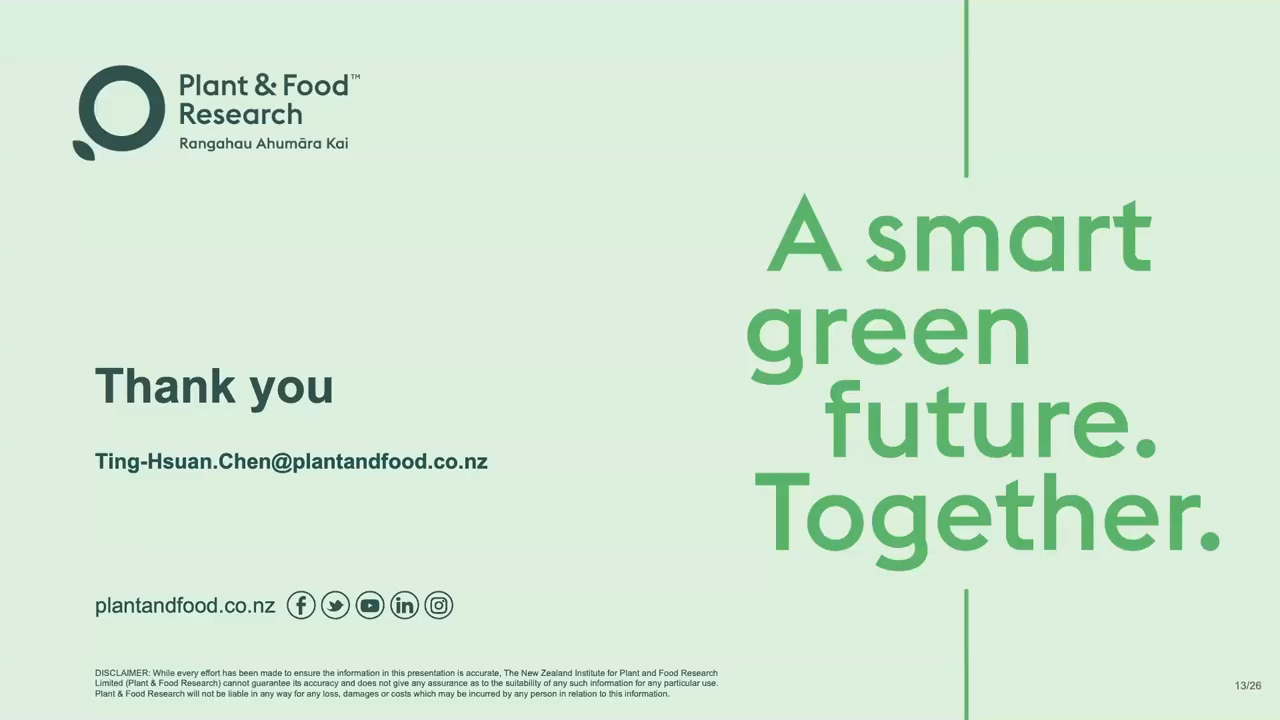 Plant & Food™
Research
Rangahau Ahumāra Kai
A smart
green
future.
Together.
Thank you
Ting-Hsuan.Chen@plantandfood.co.nz
plantandfood.co.nz
DISCLAIMER: While every effort has been made to ensure the information in this presentation is accurate, The New Zealand Institute for Plant and Food Research
Limited (Plant & Food Research) cannot guarantee its accuracy and does not give any assurance as to the suitability of any such information for any particular use.
Plant & Food Research will not be liable in any way for any loss, damages or costs which may be incurred by any person in relation to this information.
13/26